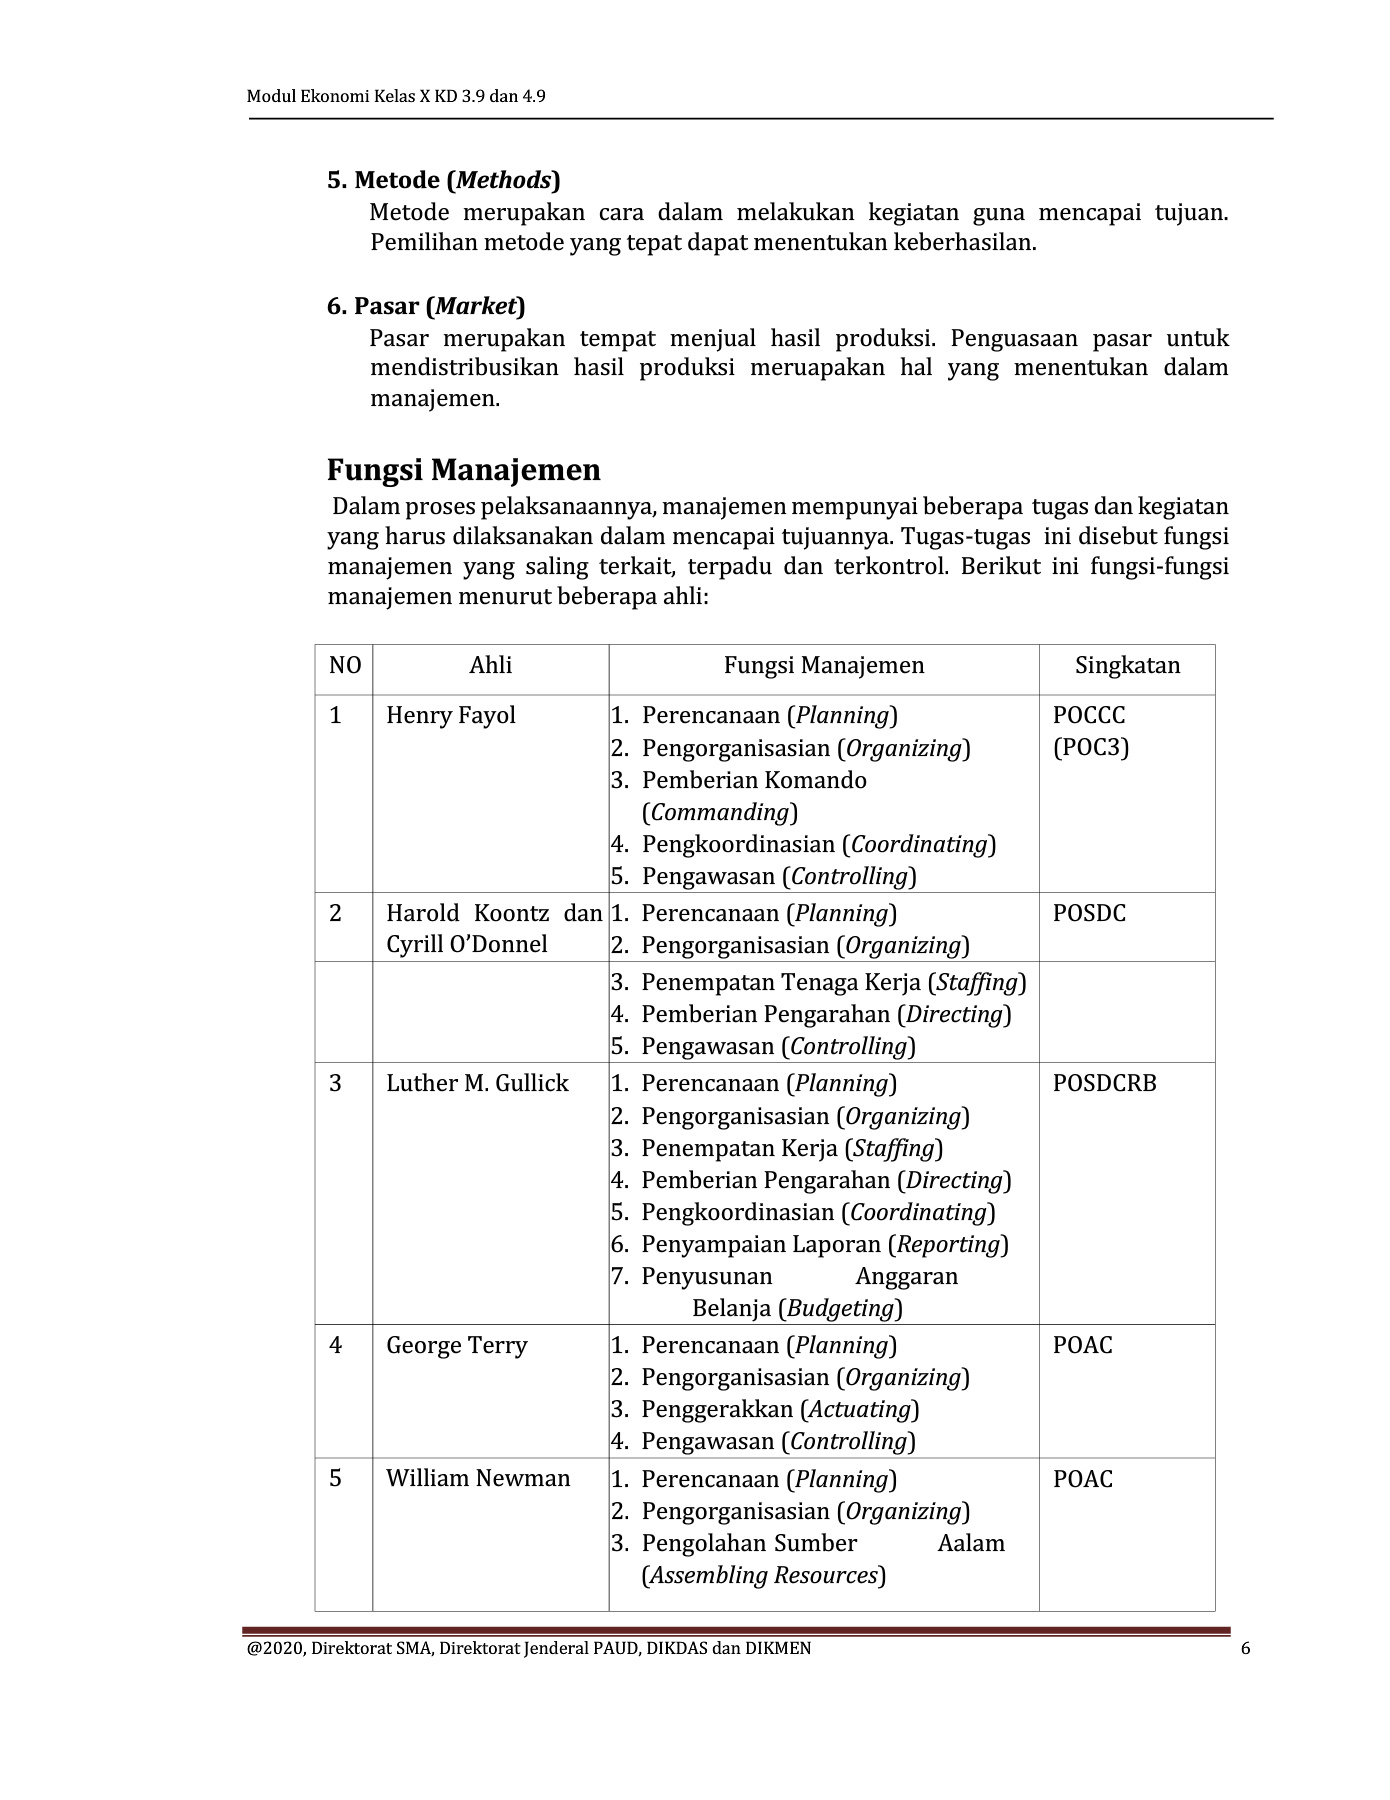 Modul Ekonomi Kelas X KD 3.9 dan 4.9
5. Metode (Methods)
Metode merupakan cara dalam melakukan kegiatan guna mencapai tujuan.
Pemilihan metode yang tepat dapat menentukan keberhasilan.
6. Pasar (Market)
Pasar merupakan tempat menjual hasil produksi. Penguasaan pasar untuk
mendistribusikan hasil produksi meruapakan hal yang menentukan dalam
manajemen.
Fungsi Manajemen
Dalam proses pelaksanaannya, manajemen mempunyai beberapa tugas dan kegiatan
yang harus dilaksanakan dalam mencapai tujuannya. Tugas-tugas ini disebut fungsi
manajemen yang saling terkait, terpadu dan terkontrol. Berikut ini fungsi-fungsi
manajemen menurut beberapa ahli:
NO Ahli Fungsi Manajemen Singkatan
1 Henry Fayol 1. Perencanaan (Planning) POCCC
2. Pengorganisasian (Organizing) (POC3)
3. Pemberian Komando
(Commanding)
4. Pengkoordinasian (Coordinating)
5. Pengawasan (Controlling)
2 Harold Koontz dan 1. Perencanaan (Planning) POSDC
Cyrill O’Donnel 2. Pengorganisasian (Organizing)
3. Penempatan Tenaga Kerja (Staffing)
4. Pemberian Pengarahan (Directing)
5. Pengawasan (Controlling)
3 Luther M. Gullick 1. Perencanaan (Planning) POSDCRB
2. Pengorganisasian (Organizing)
3. Penempatan Kerja (Staffing)
4. Pemberian Pengarahan (Directing)
5. Pengkoordinasian (Coordinating)
6. Penyampaian Laporan (Reporting)
7. Penyusunan Anggaran
Belanja (Budgeting)
4 George Terry 1. Perencanaan (Planning) POAC
2. Pengorganisasian (Organizing)
3. Penggerakkan (Actuating)
4. Pengawasan (Controlling)
5 William Newman 1. Perencanaan (Planning) POAC
2. Pengorganisasian (Organizing)
3. Pengolahan Sumber Aalam
(Assembling Resources)
@2020, Direktorat SMA, Direktorat Jenderal PAUD, DIKDAS dan DIKMEN 6